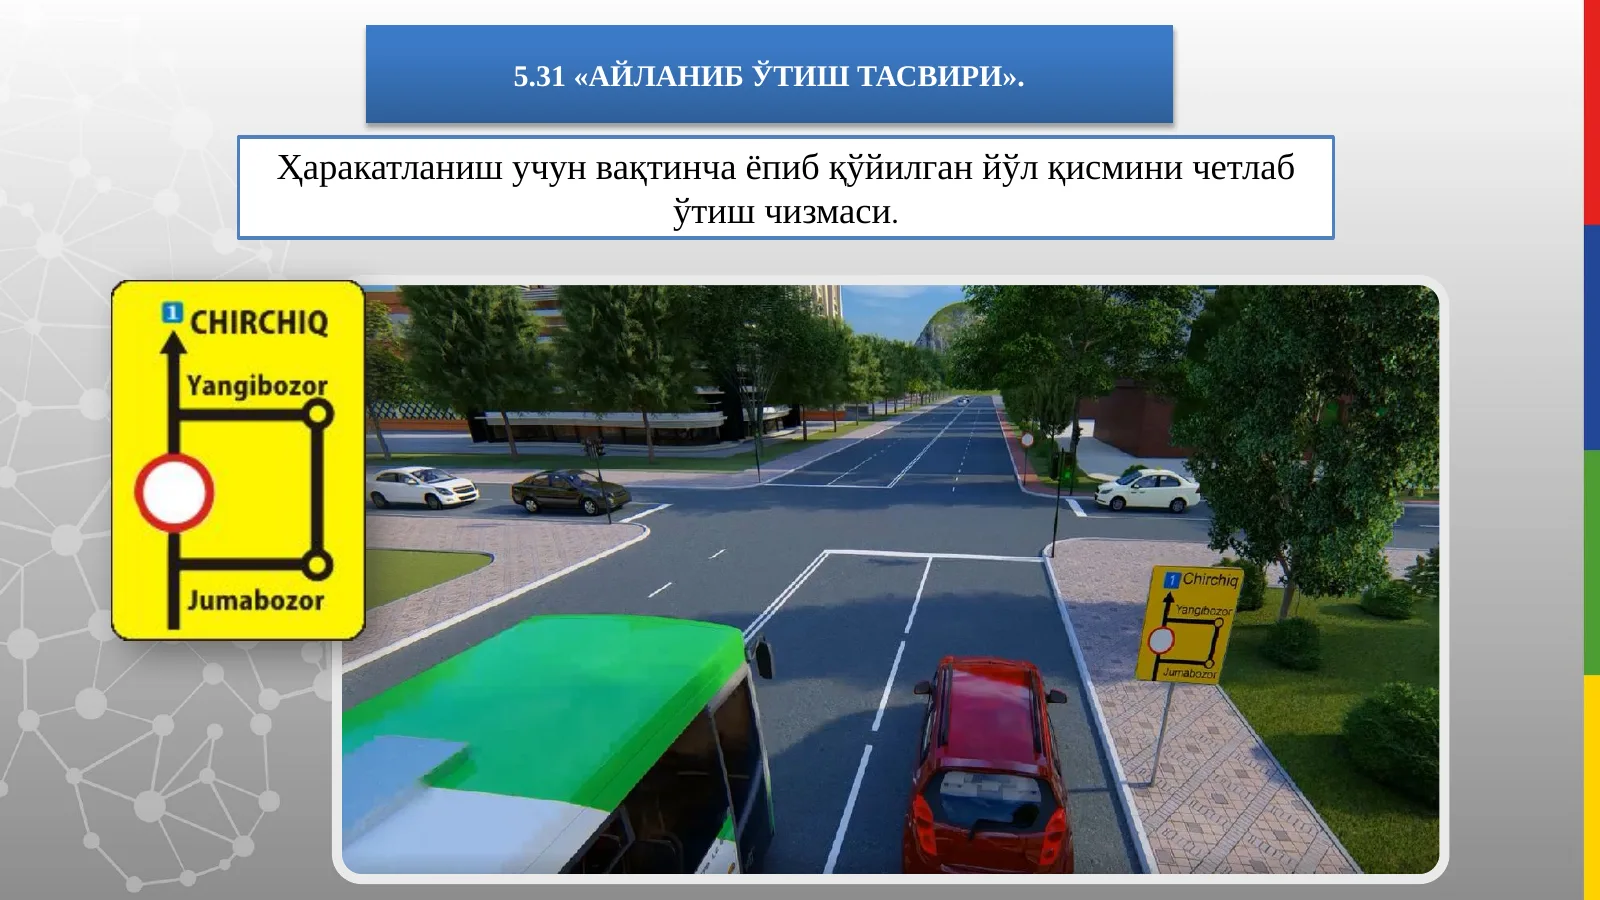 5.31 «АЙЛАНИБ ЎТИШ ТАСВИРИ».
Ҳаракатланиш учун вақтинча ёпиб қўйилган йўл қисмини четлаб
ўтиш чизмаси.
1 CHIRCHIQ
Yangibozor
Jumabozor
1 Chirchiq
Yangibozor
Jumabozor